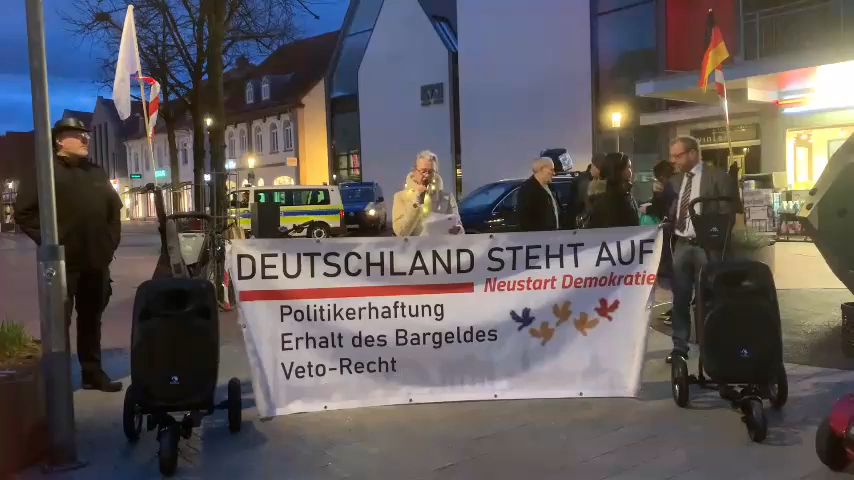 DEUTSCHLAND STEHT AUF
Neustart Demokratie
Politikerhaftung
Erhalt des Bargeldes
Veto-Recht